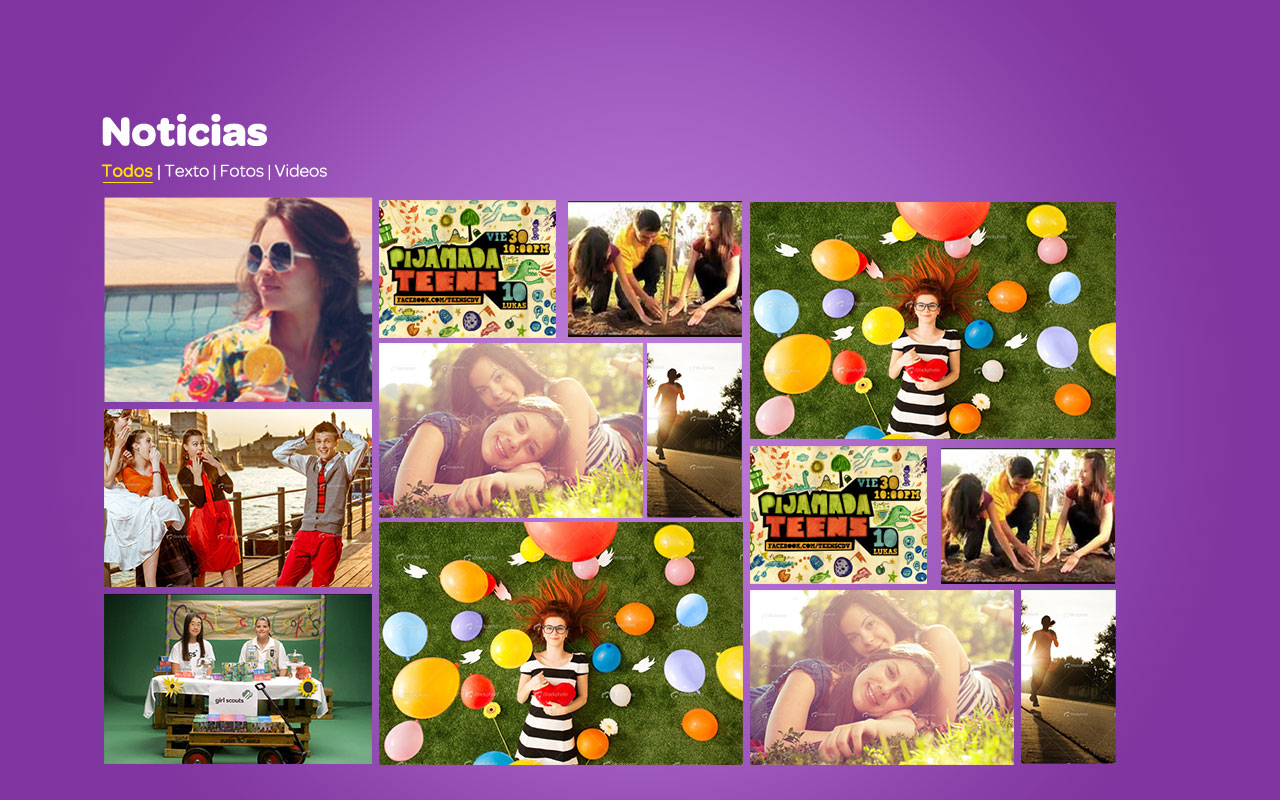 Noticias
Todos | Texto | Fotos | Videos
VIE 30
10:00PM
PIJAMADA
TEENS
FACEBOOK.COM/TEENSCDV
10
LUKAS
girl scouts
VIE 30
10:00PM
PIJAMADA
TEENS
FACEBOOK.COM/TEENSCDV
10
LUKAS